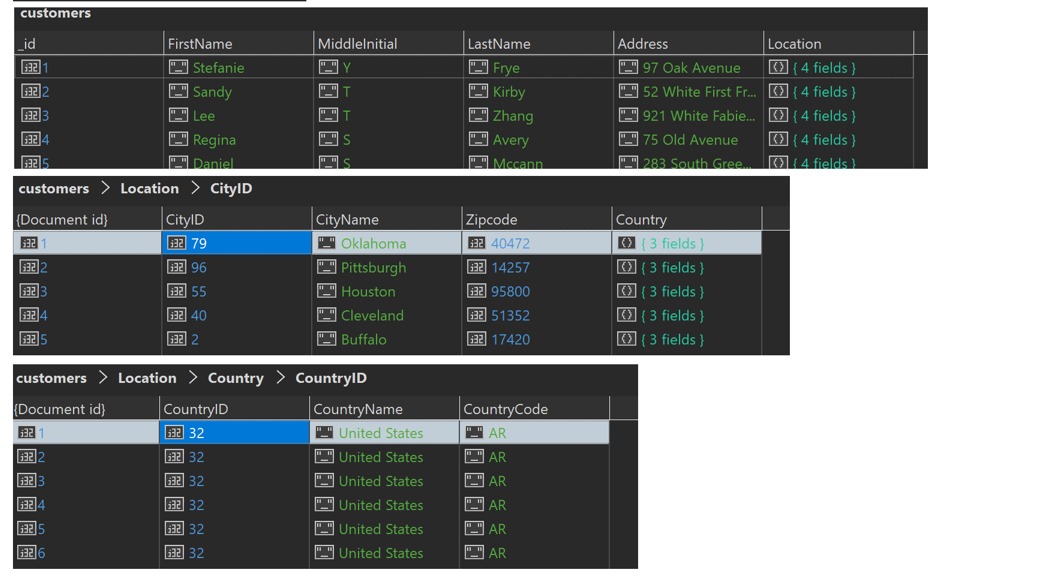 customers
_id FirstName MiddleInitial LastName Address Location
1 Stefanie Y Frye 97 Oak Avenue { 4 fields }
2 Sandy T Kirby 52 White First Fr... { 4 fields }
3 Lee T Zhang 921 White Fabie... { 4 fields }
4 Regina S Avery 75 Old Avenue { 4 fields }
5 Daniel S Mccann 283 South Gree... { 4 fields }
customers > Location > CityID
{Document id} CityID CityName Zipcode Country
1 79 Oklahoma 40472 { 3 fields }
2 96 Pittsburgh 14257 { 3 fields }
3 55 Houston 95800 { 3 fields }
4 40 Cleveland 51352 { 3 fields }
5 2 Buffalo 17420 { 3 fields }
customers > Location > Country > CountryID
{Document id} CountryID CountryName CountryCode
1 32 United States AR
2 32 United States AR
3 32 United States AR
4 32 United States AR
5 32 United States AR
6 32 United States AR